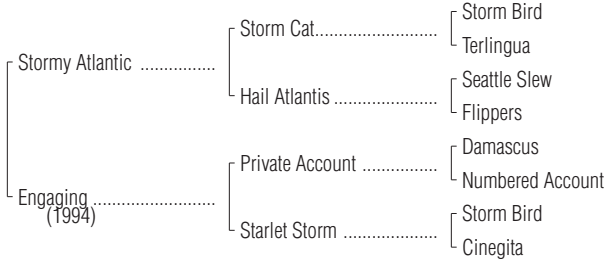 Storm Bird
Storm Cat
Terlingua
Stormy Atlantic
Seattle Slew
Hail Atlantis
Flippers
Damascus
Private Account
Numbered Account
Engaging
(1994)
Storm Bird
Starlet Storm
Cinegita